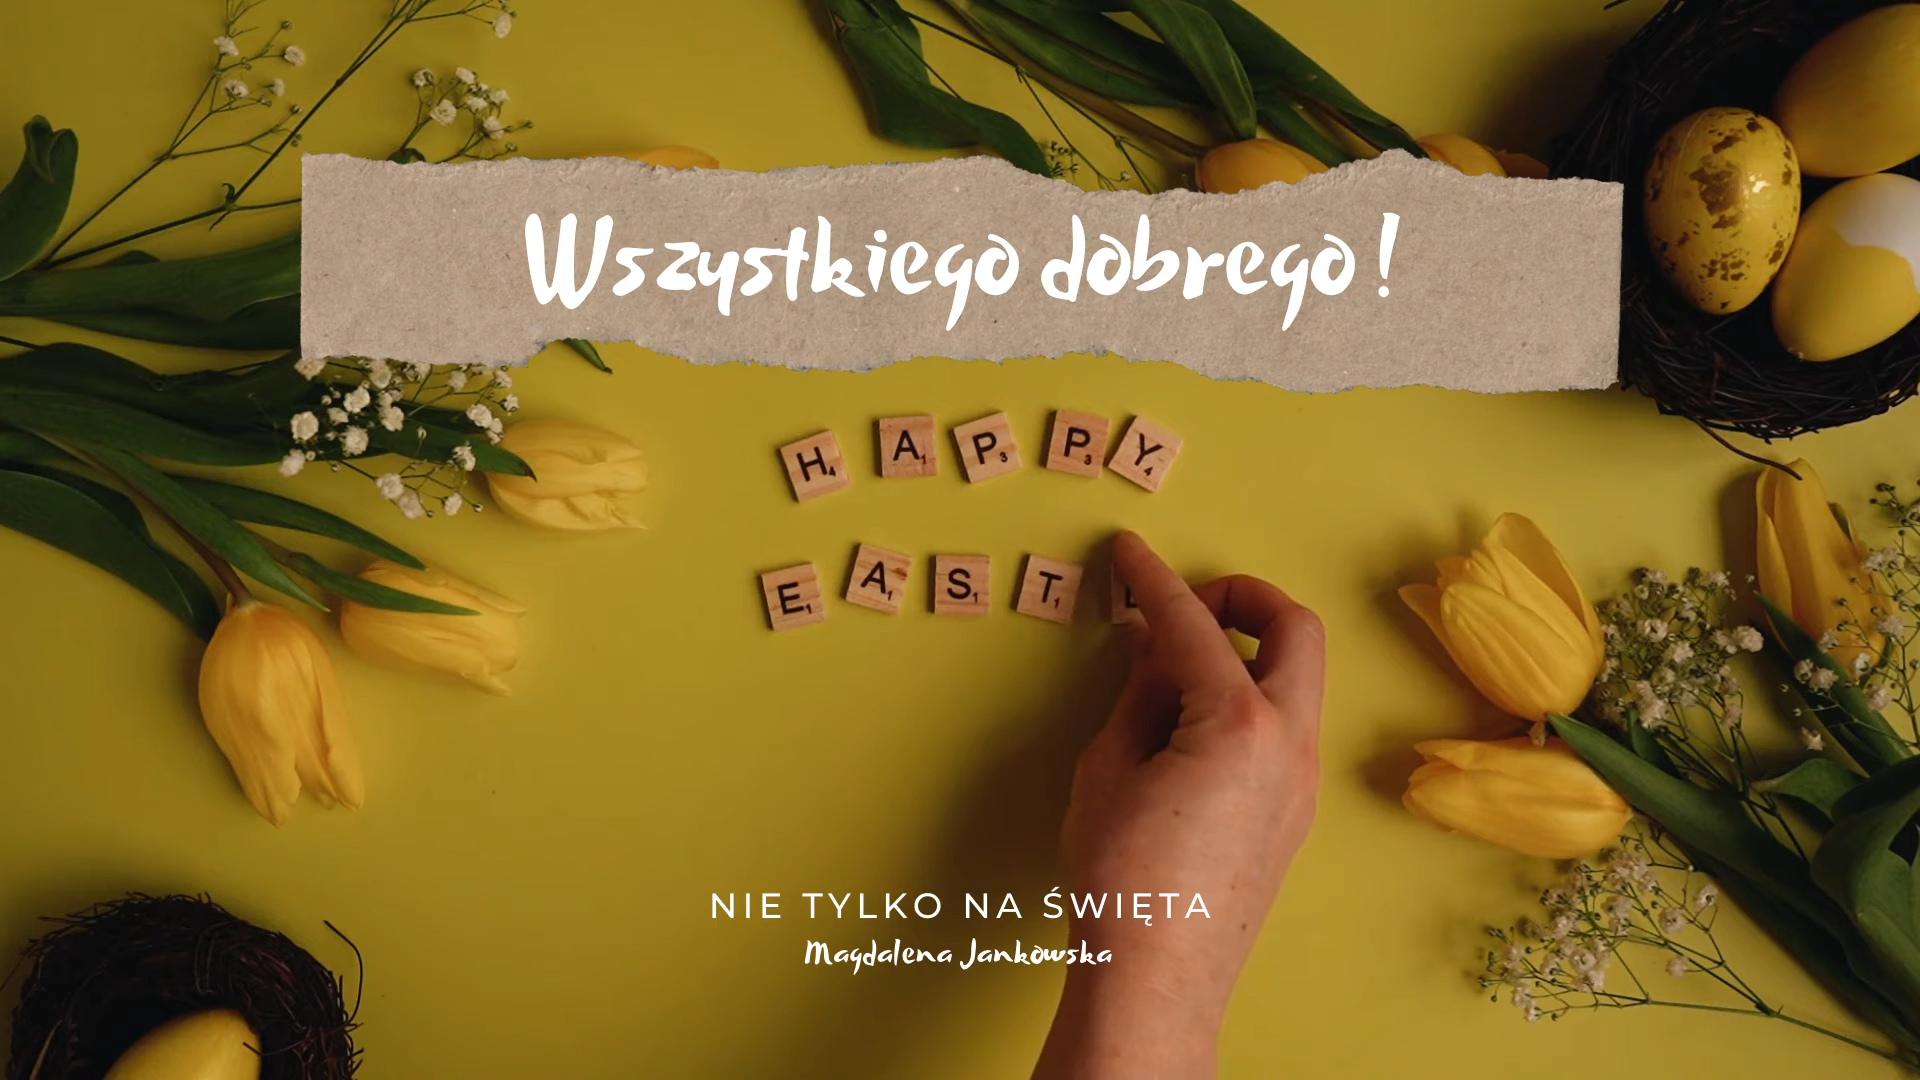 Wszystkiego dobrego!
HAPPY
EAST
NIE TYLKO NA ŚWIĘTA
Magdalena Jankowska